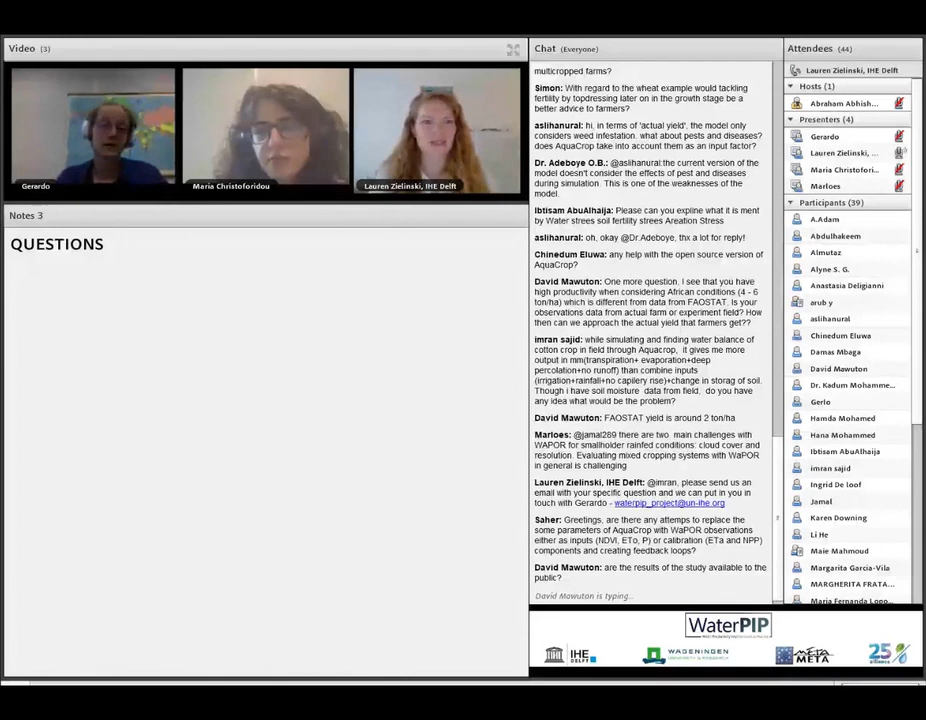 Video (3)
Gerardo
Maria Christoforidou
Lauren Zielinski, IHE Delft
Notes 3
QUESTIONS
Chat (Everyone)
multicropped farms?
Simon: With regard to the wheat example would tackling
fertility by topdressing later on in the growth stage be a
better advice to farmers?
aslihanural: hi, in terms of 'actual yield', the model only
considers weed infestation. what about pests and diseases?
does AquaCrop take into account them as an input factor?
Dr. Adeboye O.B.: @aslihanural:the current version of the
model doesn't consider the effects of pest and diseases
during simulation. This is one of the weaknesses of the
model.
Ibtisam AbuAlhaija: Please can you expline what it is ment
by Water strees soil fertility strees Areation Stress
aslihanural: oh, okay @Dr.Adeboye, thx a lot for reply!
Chinedum Eluwa: any help with the open source version of
AquaCrop?
David Mawuton: One more question, I see that you have
high productivity when considering African conditions (4 - 6
ton/ha) which is different from data from FAOSTAT. Is your
observations data from actual farm or experiment field? How
then can we approach the actual yield that farmers get??
imran sajid: while simulating and finding water balance of
cotton crop in field through Aquacrop, it gives me more
output in mm(transpiration+ evaporation+deep
percolation+no runoff) than combine inputs
(irrigation+rainfall+no capilery rise)+change in storag of soil.
Though i have soil moisture data from field, do you have
any idea what would be the problem?
David Mawuton: FAOSTAT yield is around 2 ton/ha
Marloes: @jamal289 there are two main challenges with
WAPOR for smallholder rainfed conditions: cloud cover and
resolution. Evaluating mixed cropping systems with WaPOR
in general is challenging
Lauren Zielinski, IHE Delft: @imran, please send us an
email with your specific question and we can put in you in
touch with Gerardo - waterpip_project@un-ihe.org
Saher: Greetings, are there any attemps to replace the
some parameters of AquaCrop with WaPOR observations
either as inputs (NDVI, ETo, P) or calibration (ETa and NPP)
components and creating feedback loops?
David Mawuton: are the results of the study available to the
public?
David Mawuton is typing...
Attendees (44)
Lauren Zielinski, IHE Delft
Hosts (1)
Abraham Abhish...
Presenters (4)
Gerardo
Lauren Zielinski, ...
Maria Christofori...
Marloes
Participants (39)
A.Adam
Abdulhakeem
Almutaz
Alyne S. G.
Anastasia Deligianni
arub y
aslihanural
Chinedum Eluwa
Damas Mbaga
David Mawuton
Dr. Kadum Mohamme...
Gerlo
Hamda Mohamed
Hana Mohammed
Ibtisam AbuAlhaija
imran sajid
Ingrid De loof
Jamal
Karen Downing
Li He
Maie Mahmoud
Margarita Garcia-Vila
MARGHERITA FRATA...
Maria Fernanda Lopo...
WaterPIP
IHE
DELFT
WAGENINGEN
META
META
25